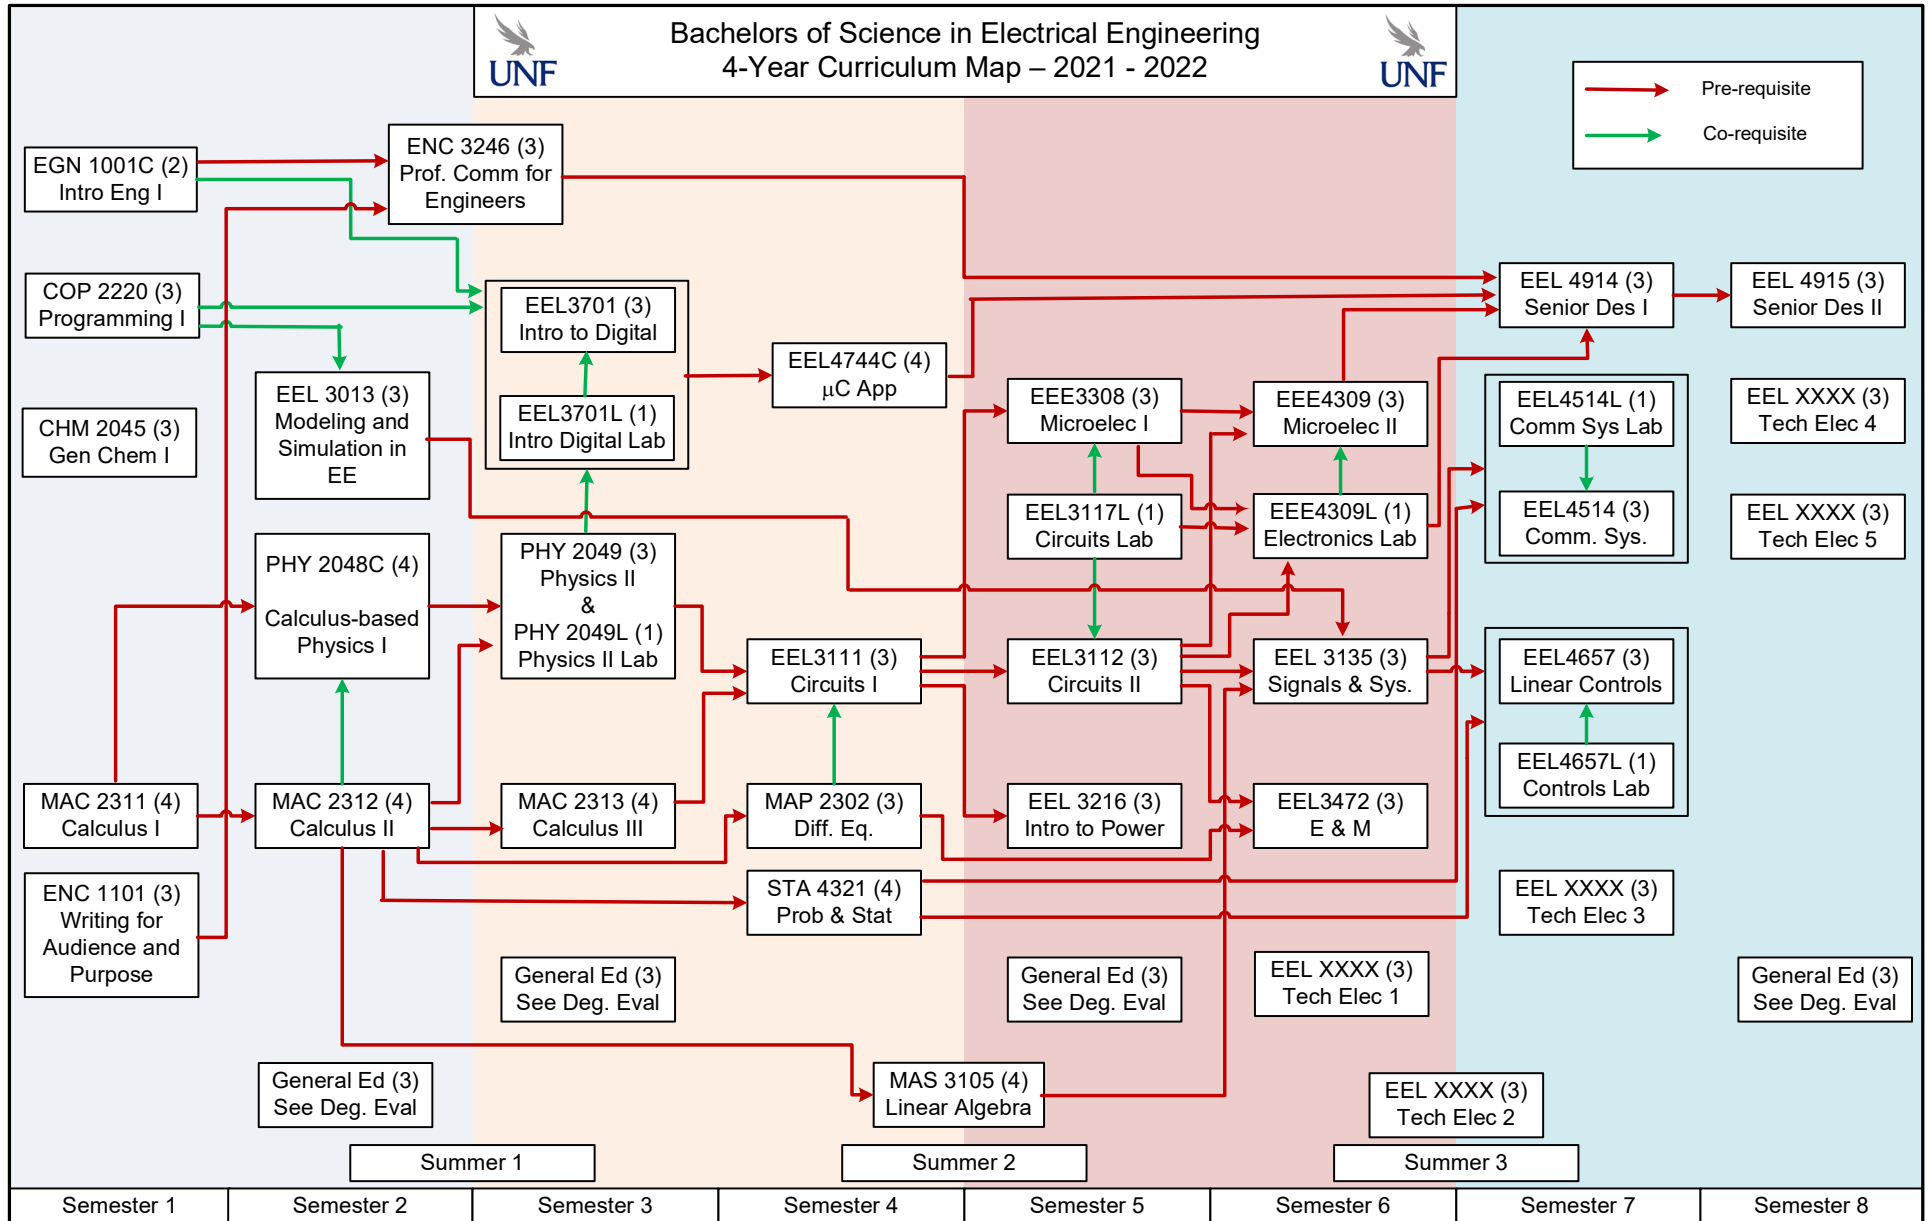 Bachelors of Science in Electrical Engineering
4-Year Curriculum Map – 2021 - 2022
UNF
UNF
Pre-requisite
Co-requisite
EGN 1001C (2)
Intro Eng I
COP 2220 (3)
Programming I
CHM 2045 (3)
Gen Chem I
MAC 2311 (4)
Calculus I
ENC 1101 (3)
Writing for
Audience and
Purpose
ENC 3246 (3)
Prof. Comm for
Engineers
EEL 3013 (3)
Modeling and
Simulation in
EE
PHY 2048C (4)
Calculus-based
Physics I
MAC 2312 (4)
Calculus II
General Ed (3)
See Deg. Eval
EEL3701 (3)
Intro to Digital
EEL3701L (1)
Intro Digital Lab
PHY 2049 (3)
Physics II
&
PHY 2049L (1)
Physics II Lab
MAC 2313 (4)
Calculus III
General Ed (3)
See Deg. Eval
EEL4744C (4)
μC App
EEL3111 (3)
Circuits I
MAP 2302 (3)
Diff. Eq.
STA 4321 (4)
Prob & Stat
MAS 3105 (4)
Linear Algebra
EEE3308 (3)
Microelec I
EEL3117L (1)
Circuits Lab
EEL3112 (3)
Circuits II
EEL 3216 (3)
Intro to Power
General Ed (3)
See Deg. Eval
EEE4309 (3)
Microelec II
EEE4309L (1)
Electronics Lab
EEL 3135 (3)
Signals & Sys.
EEL3472 (3)
E & M
EEL XXXX (3)
Tech Elec 1
EEL XXXX (3)
Tech Elec 2
EEL 4914 (3)
Senior Des I
EEL4514L (1)
Comm Sys Lab
EEL4514 (3)
Comm. Sys.
EEL4657 (3)
Linear Controls
EEL4657L (1)
Controls Lab
EEL XXXX (3)
Tech Elec 3
EEL 4915 (3)
Senior Des II
EEL XXXX (3)
Tech Elec 4
EEL XXXX (3)
Tech Elec 5
General Ed (3)
See Deg. Eval
Summer 1
Summer 2
Summer 3
Semester 1
Semester 2
Semester 3
Semester 4
Semester 5
Semester 6
Semester 7
Semester 8